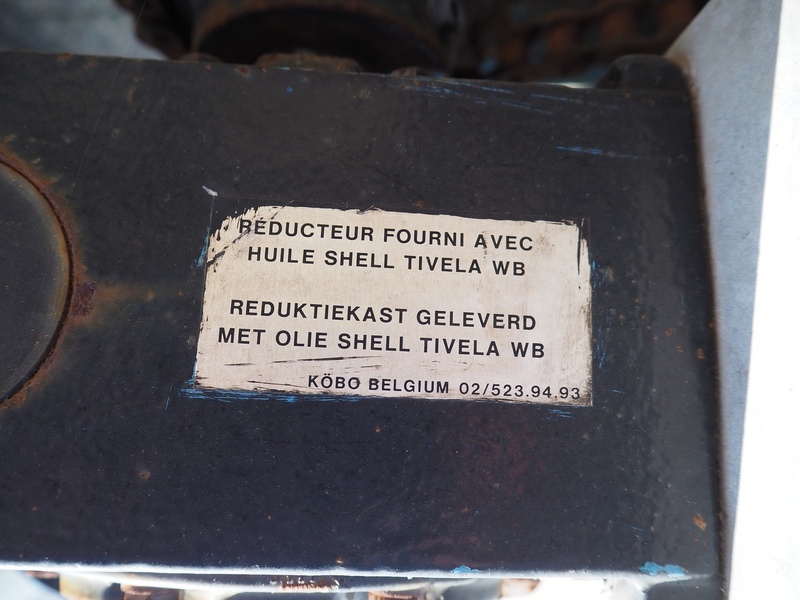 RÉDUCTEUR FOURNI AVEC
HUILE SHELL TIVELA WB
REDUKTIEKAST GELEVERD
MET OLIE SHELL TIVELA WB
KÖBO BELGIUM 02/523.94.93